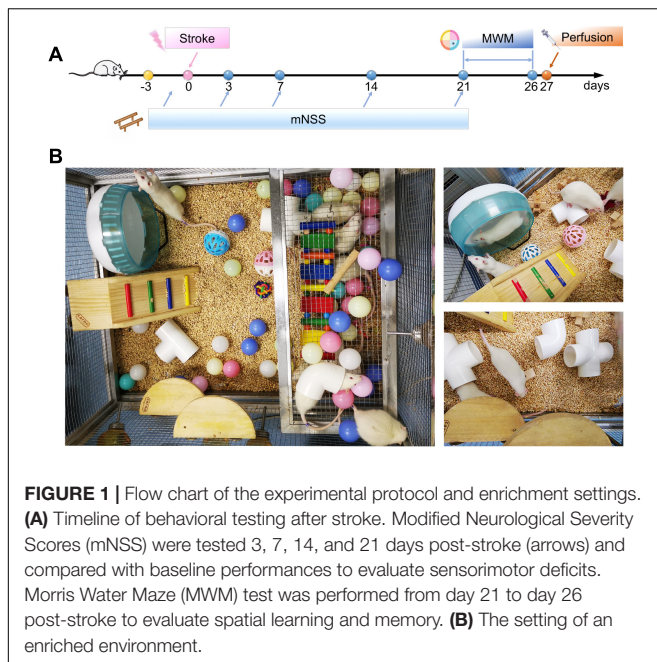 A
Stroke
MWM
Perfusion
-3 0 3 7 14 21 26 27 days
mNSS
B
FIGURE 1 | Flow chart of the experimental protocol and enrichment settings.
(A) Timeline of behavioral testing after stroke. Modified Neurological Severity
Scores (mNSS) were tested 3, 7, 14, and 21 days post-stroke (arrows) and
compared with baseline performances to evaluate sensorimotor deficits.
Morris Water Maze (MWM) test was performed from day 21 to day 26
post-stroke to evaluate spatial learning and memory. (B) The setting of an
enriched environment.